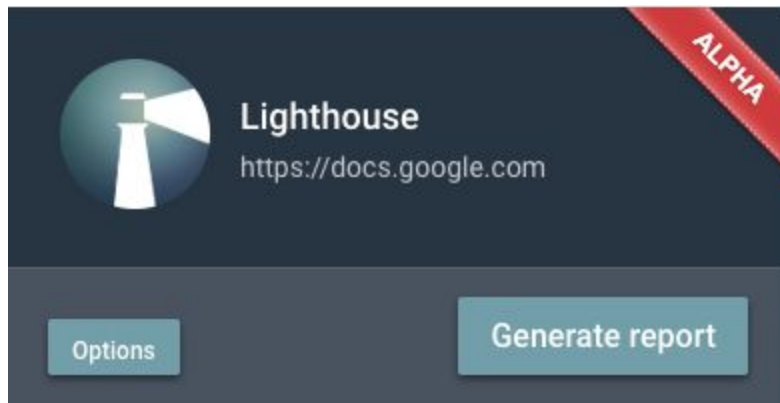 ALPHA
Lighthouse
https://docs.google.com
Options
Generate report